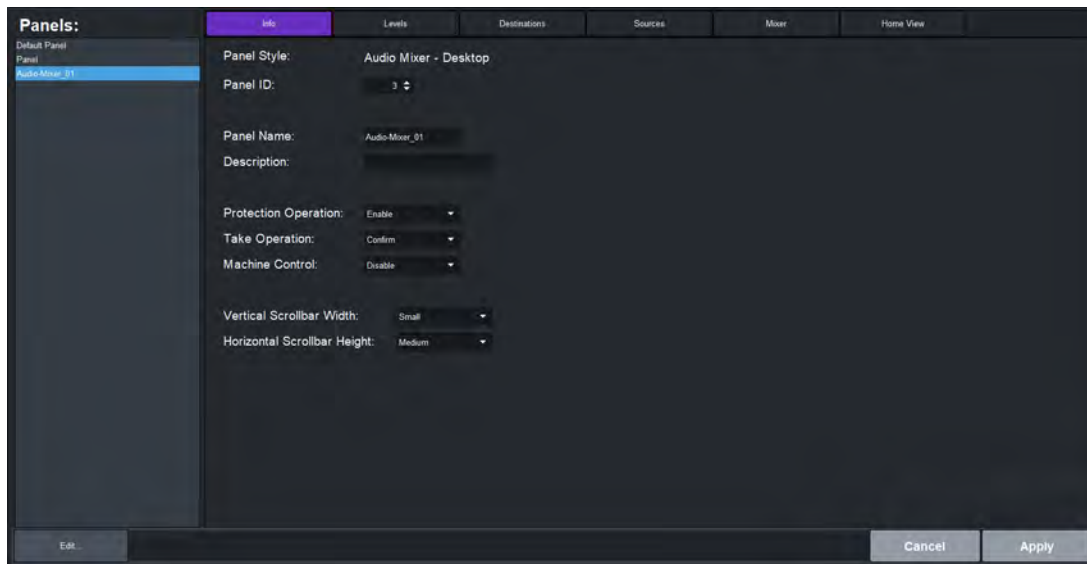 Panels:
Info Levels Destinations Sources Mixer Home View
Default Panel
Panel
Audio-Mixer_01
Panel Style: Audio Mixer - Desktop
Panel ID: 3
Panel Name: Audio-Mixer_01
Description:
Protection Operation: Enable
Take Operation: Confirm
Machine Control: Disable
Vertical Scrollbar Width: Small
Horizontal Scrollbar Height: Medium
Edit... Cancel Apply